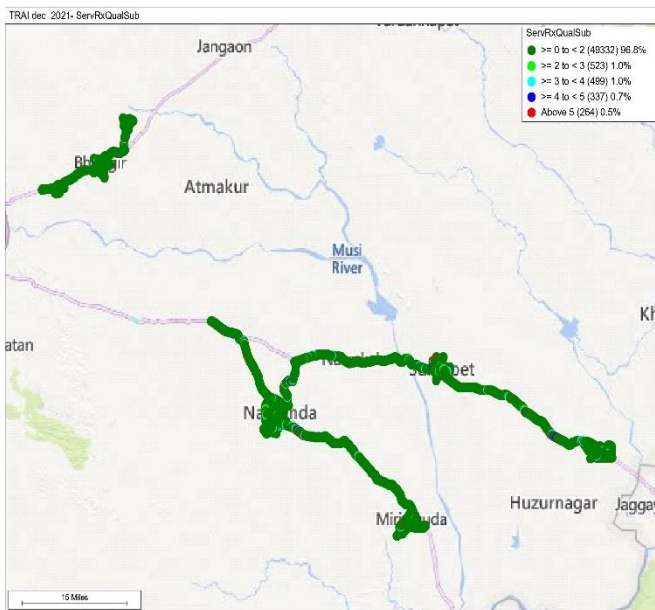 TRAI dec 2021- ServRxQualSub
ServRxQualSub
>= 0 to < 2 (49332) 96.8%
>= 2 to < 3 (523) 1.0%
>= 3 to < 4 (499) 1.0%
>= 4 to < 5 (337) 0.7%
Above 5 (264) 0.5%
Jangaon
Atmakur
Musi
River
atan
Huzurnagar
Jaggay
15 Miles